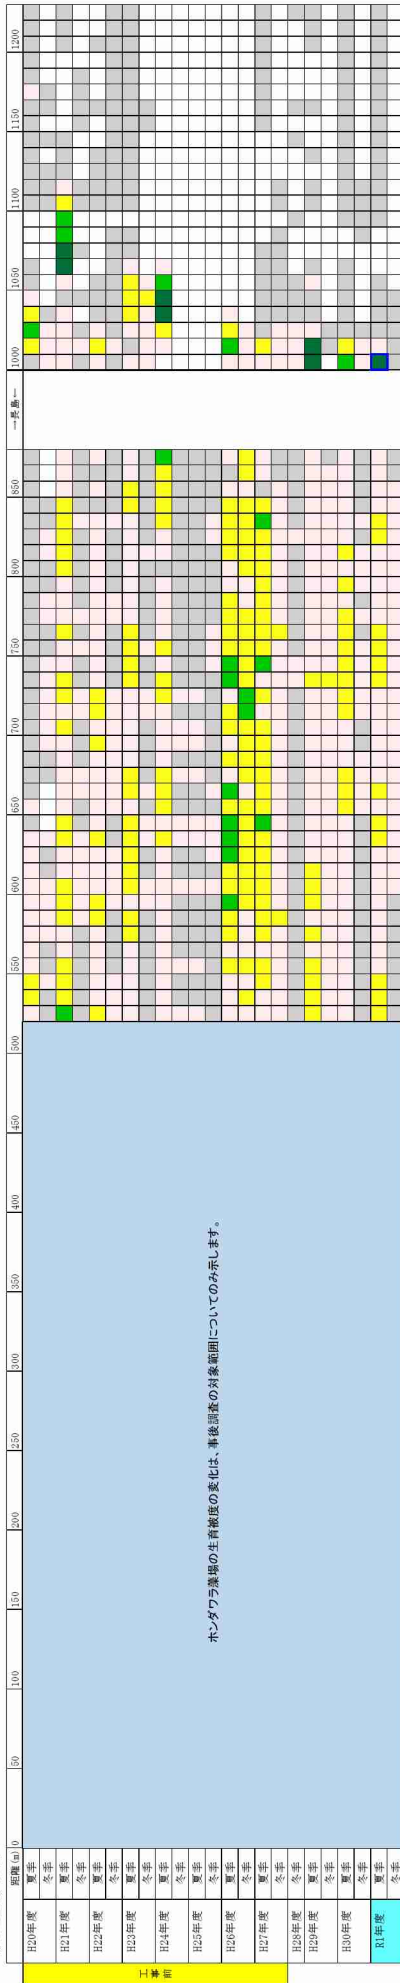 距離(m) 0 50 100 150 200 250 300 350 400 450 500 550 600 650 700 750 800 850 →長島← 1000 1050 1100 1150 1200
工事前
H20年度 夏季
冬季
H21年度 夏季
冬季
H22年度 夏季
冬季
H23年度 夏季
冬季
H24年度 夏季
冬季
H25年度 夏季
冬季
H26年度 夏季
冬季
H27年度 夏季
冬季
H28年度 冬季
H29年度 夏季
冬季
H30年度 夏季
冬季
R1年度 夏季
冬季
ホンダワラ藻場の生育被度の変化は、事後調査の対象範囲についてのみ示します。